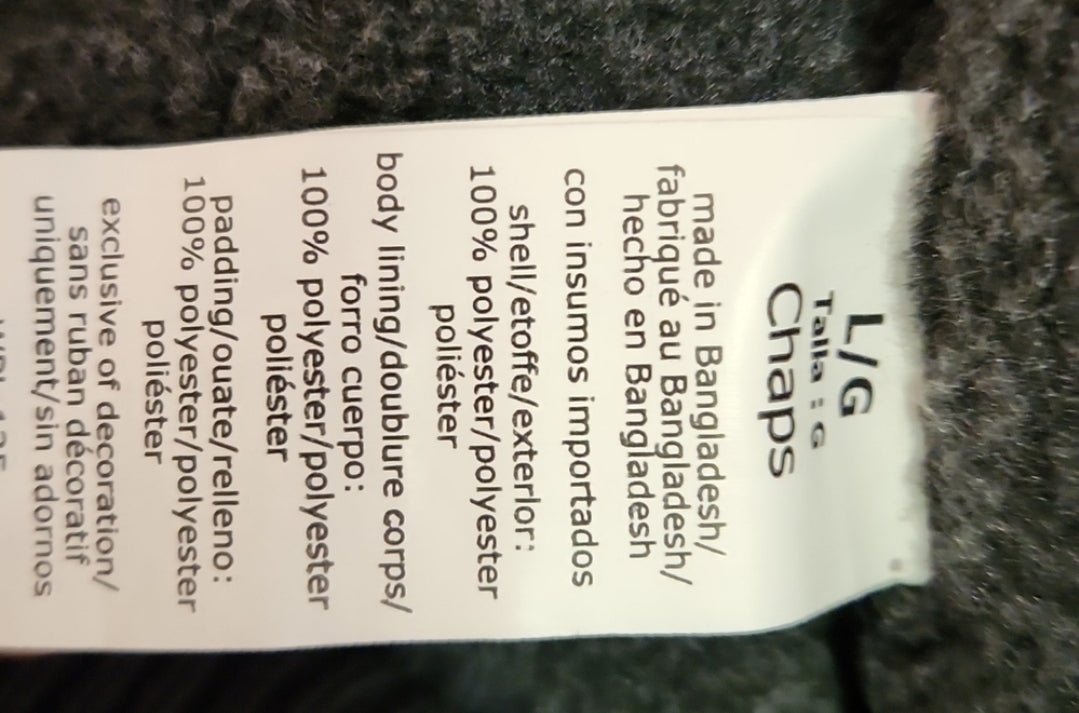 L/G
Talla : G
Chaps
made in Bangladesh/
fabriqué au Bangladesh/
hecho en Bangladesh
con insumos importados
shell/etoffe/exterior:
100% polyester/polyester
poliéster
body lining/doublure corps/
forro cuerpo:
100% polyester/polyester
poliéster
padding/ouate/relleno:
100% polyester/polyester
poliéster
exclusive of decoration/
sans ruban décoratif
uniquement/sin adornos